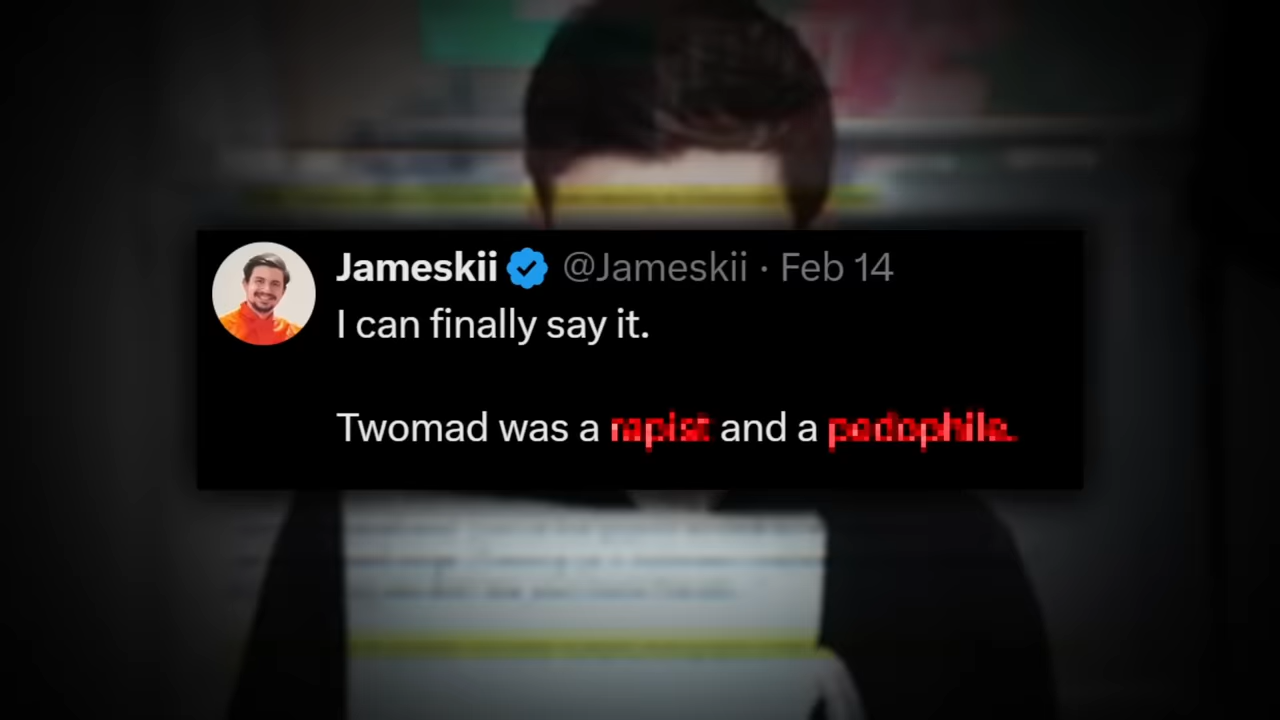 Jameskii @Jameskii · Feb 14
I can finally say it.
Twomad was a rapist and a pedophile.